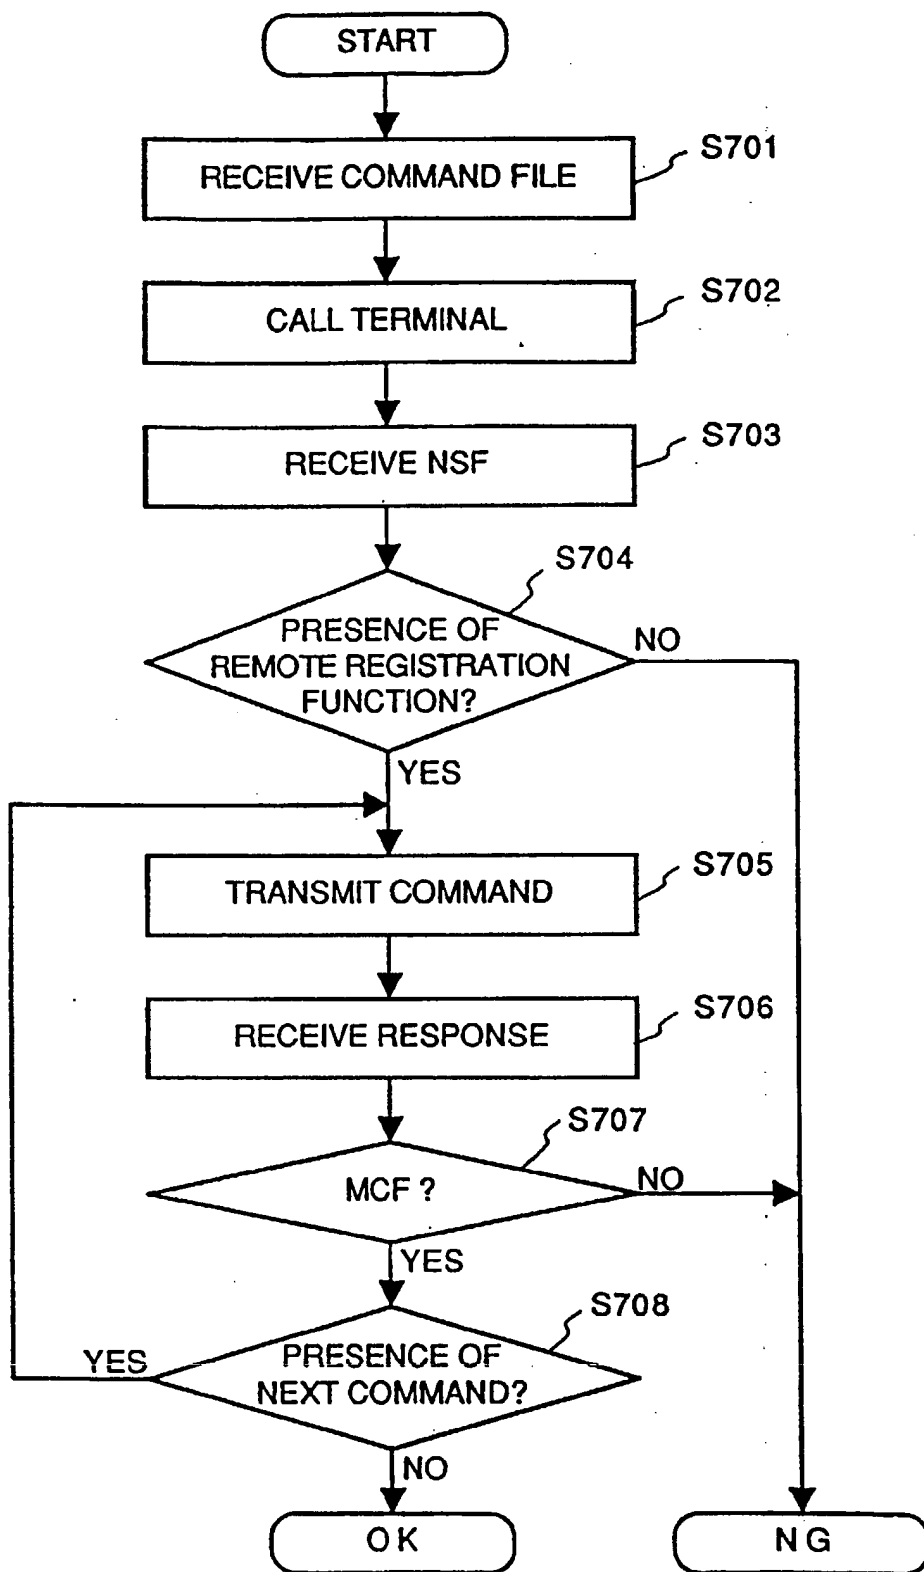 START
RECEIVE COMMAND FILE
S701
CALL TERMINAL
S702
RECEIVE NSF
S703
S704
PRESENCE OF
REMOTE REGISTRATION
FUNCTION?
NO
YES
TRANSMIT COMMAND
S705
RECEIVE RESPONSE
S706
S707
MCF ?
NO
YES
S708
PRESENCE OF
NEXT COMMAND?
YES
NO
OK
NG